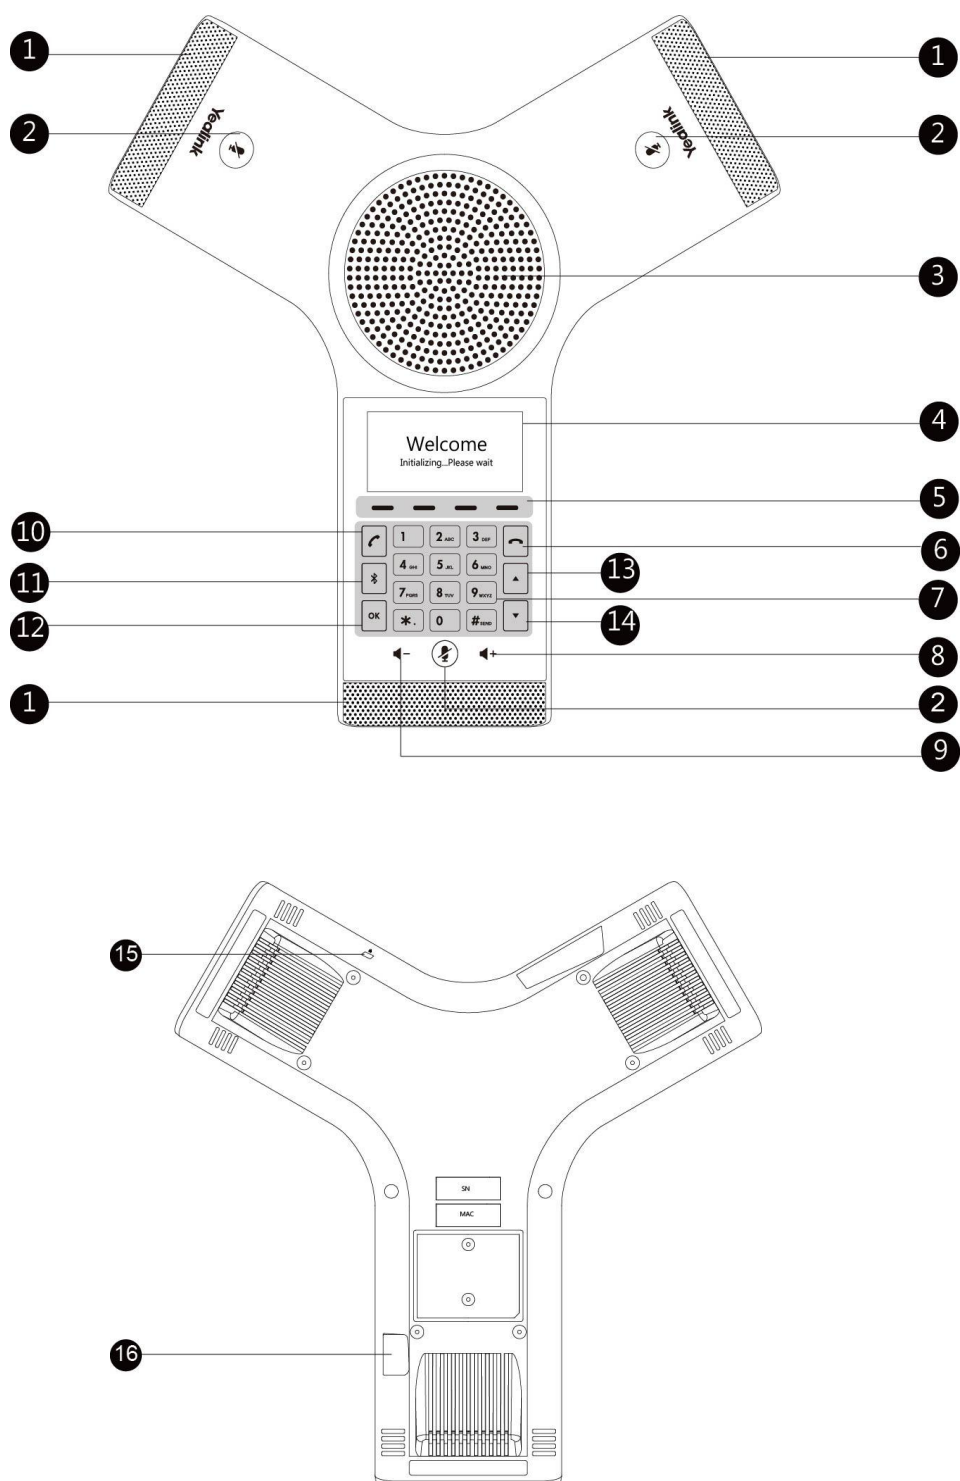 1
1
2
Yealink
Yealink
2
3
Welcome
Initializing...Please wait
4
5
10
1
2 ABC
3 DEF
6
11
4 GHI
5 JKL
6 MNO
13
7 PQRS
8 TUV
9 WXYZ
7
12
OK
* .
0
# SEND
14
- +
8
1
2
9
15
SN
MAC
16